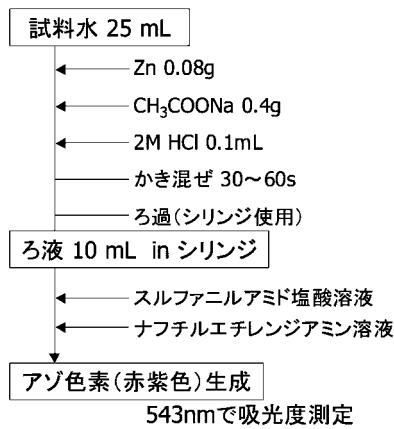 試料水 25 mL
Zn 0.08g
CH₃COONa 0.4g
2M HCl 0.1mL
かき混ぜ 30～60s
ろ過(シリンジ使用)
ろ液 10 mL in シリンジ
スルファニルアミド塩酸溶液
ナフチルエチレンジアミン溶液
アゾ色素(赤紫色)生成
543nmで吸光度測定